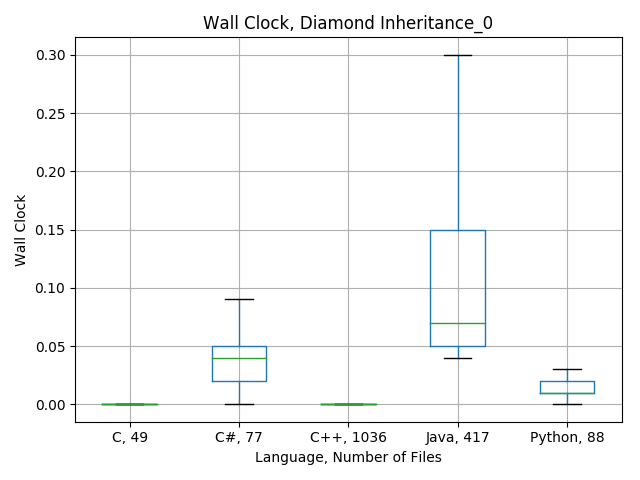 Wall Clock, Diamond Inheritance_0
0.30
0.25
0.20
0.15
0.10
0.05
0.00
Wall Clock
C, 49
C#, 77
C++, 1036
Java, 417
Python, 88
Language, Number of Files